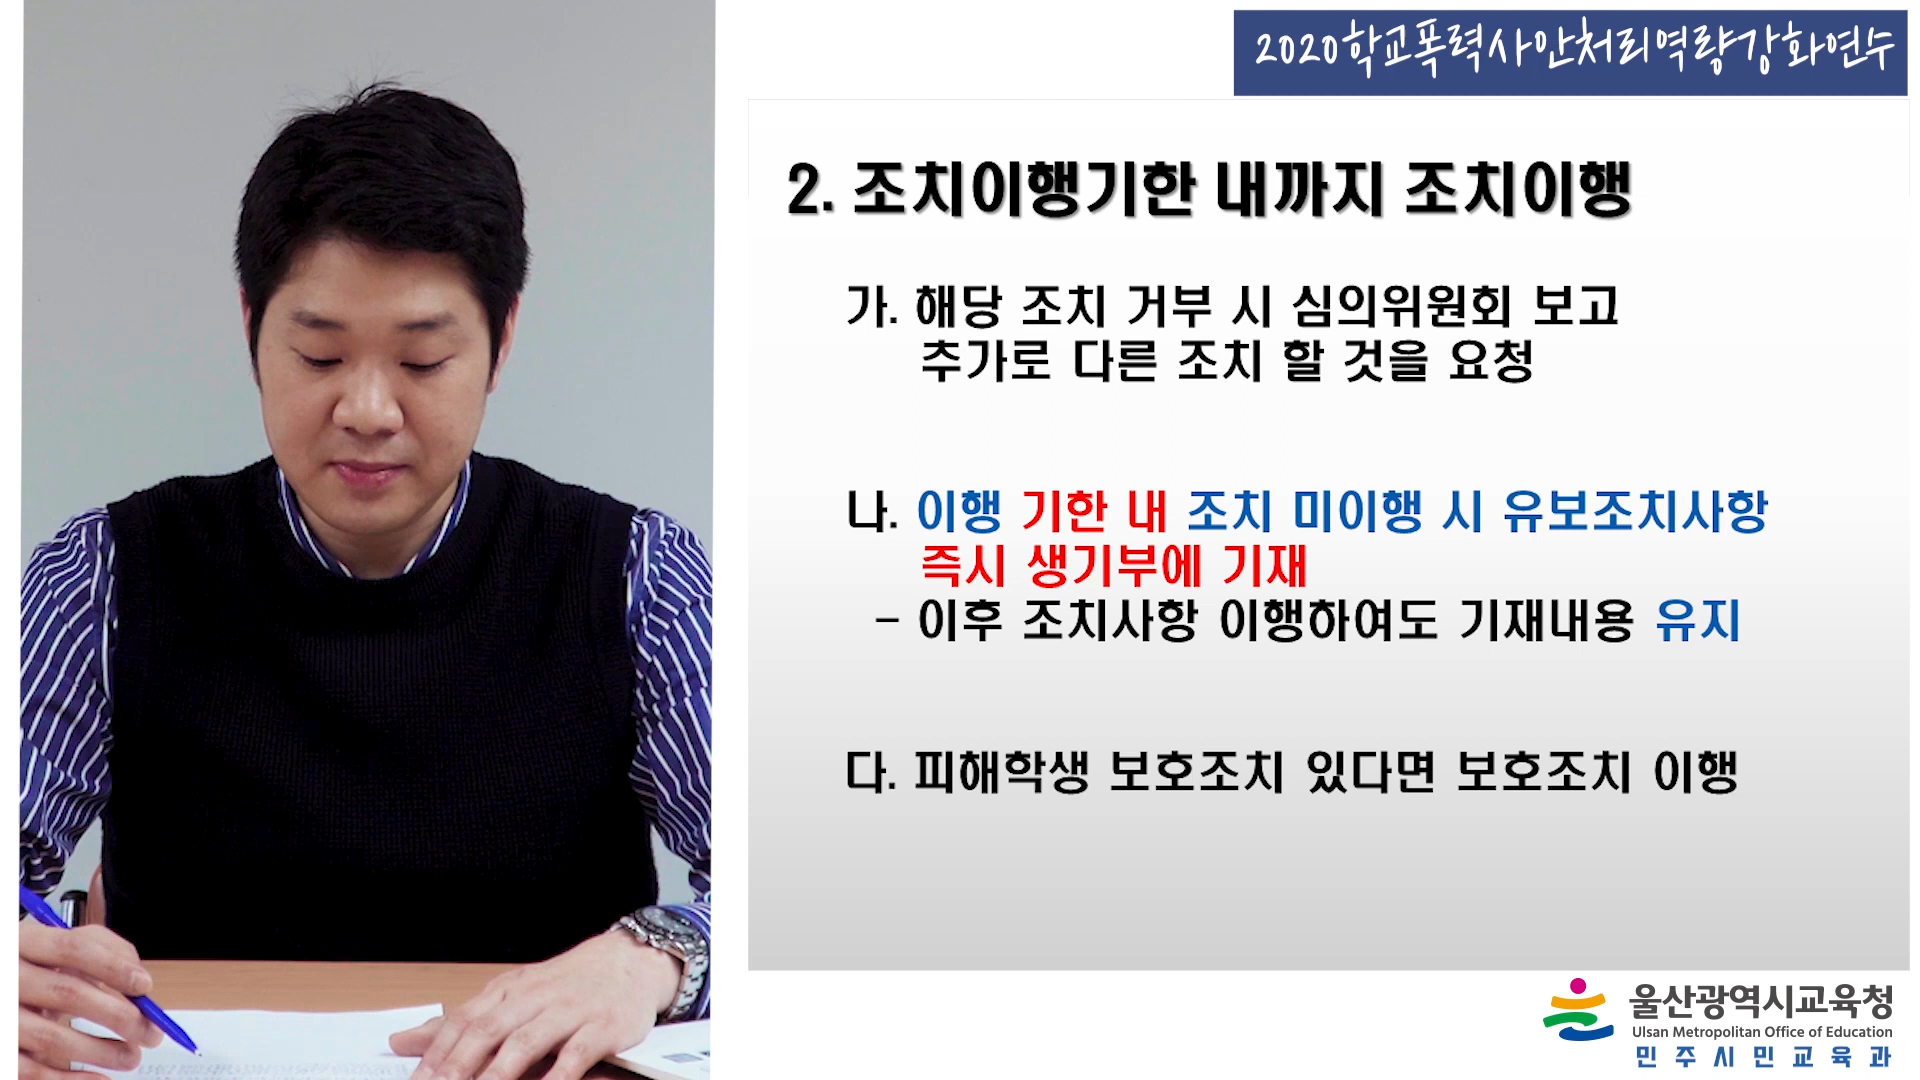 2020학교폭력사안처리역량강화연수
2. 조치이행기한 내까지 조치이행
가. 해당 조치 거부 시 심의위원회 보고
추가로 다른 조치 할 것을 요청
나. 이행 기한 내 조치 미이행 시 유보조치사항
즉시 생기부에 기재
- 이후 조치사항 이행하여도 기재내용 유지
다. 피해학생 보호조치 있다면 보호조치 이행
울산광역시교육청
Ulsan Metropolitan Office of Education
민주시민교육과